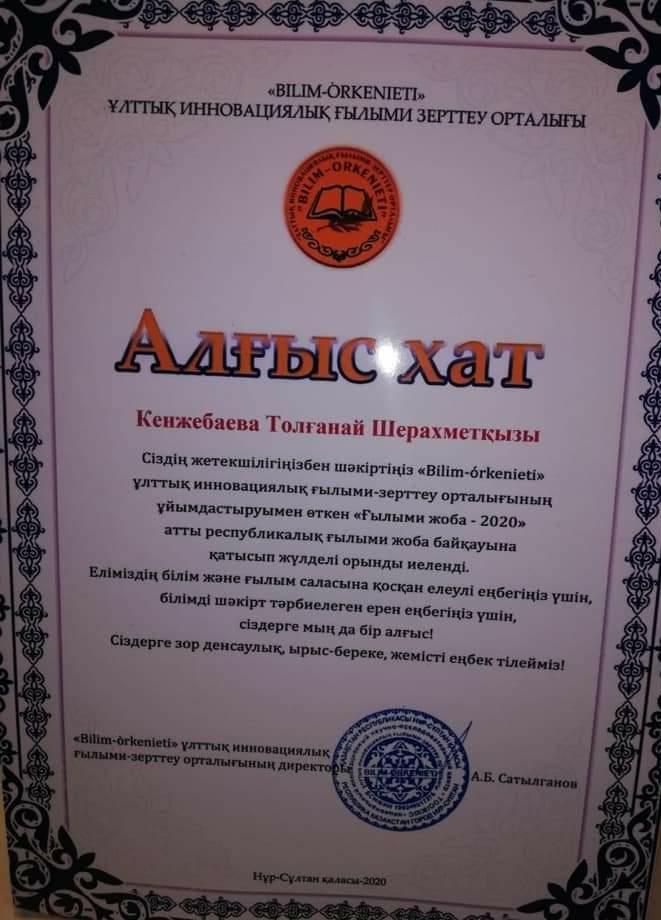 «BILIM-ÓRKENIETI»
ҰЛТТЫҚ ИННОВАЦИЯЛЫҚ ҒЫЛЫМИ ЗЕРТТЕУ ОРТАЛЫҒЫ
"BILIM-ORKENIETI"
Алғыс хат
Кенжебаева Толғанай Шерахметқызы
Сіздің жетекшілігіңізбен шәкіртіңіз «Bilim-órkenieti»
ұлттық инновациялық ғылыми-зерттеу орталығының
ұйымдастыруымен өткен «Ғылыми жоба - 2020»
атты республикалық ғылыми жоба байқауына
қатысып жүлделі орынды иеленді.
Еліміздің білім және ғылым саласына қосқан елеулі еңбегіңіз үшін,
білімді шәкірт тәрбиелеген ерен еңбегіңіз үшін,
сіздерге мың да бір алғыс!
Сіздерге зор денсаулық, ырыс-береке, жемісті еңбек тілейміз!
«Bilim-òrkenieti» ұлттық инновациялық
ғылыми-зерттеу орталығының директоры
BILIM-ÓRKENIETI
А.Б. Сатылганов
Нұр-Сұлтан қаласы-2020